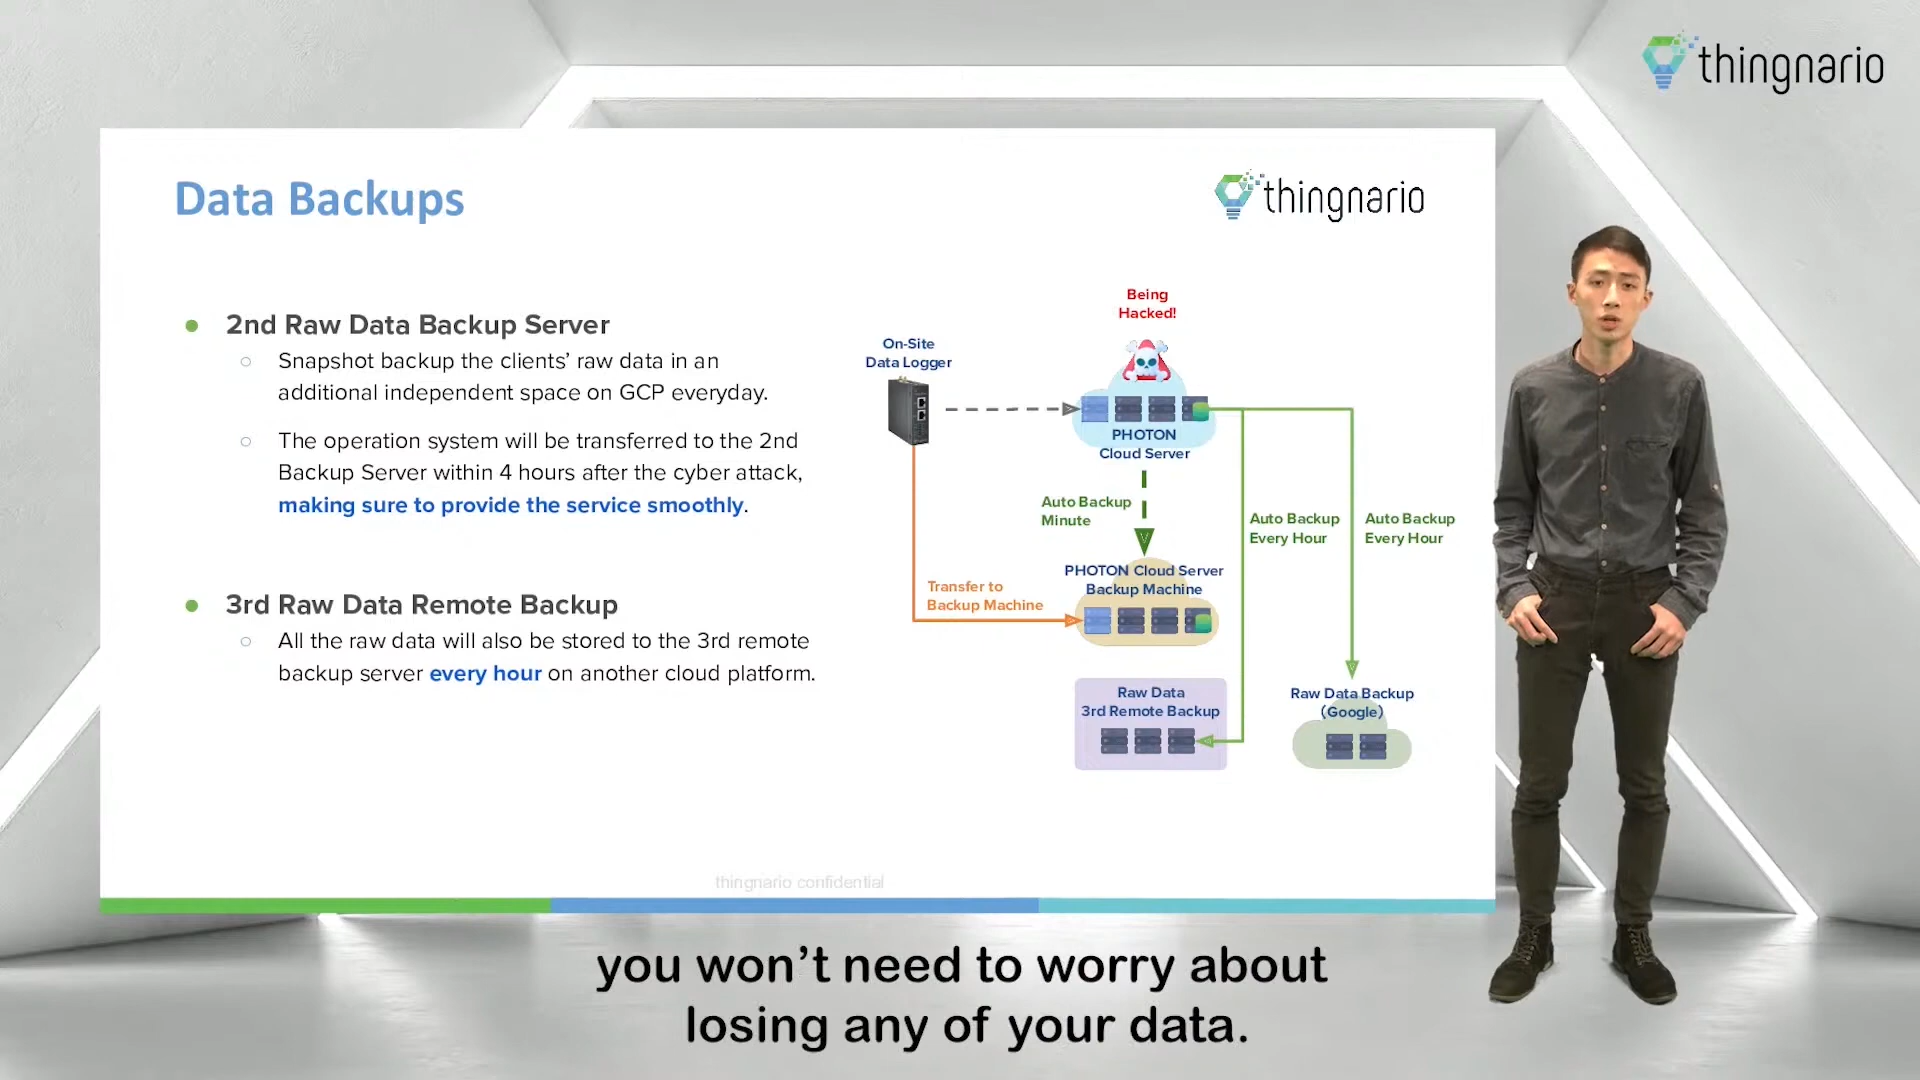 thingnario
Data Backups
thingnario
2nd Raw Data Backup Server
Snapshot backup the clients’ raw data in an
additional independent space on GCP everyday.
The operation system will be transferred to the 2nd
Backup Server within 4 hours after the cyber attack,
making sure to provide the service smoothly.
3rd Raw Data Remote Backup
All the raw data will also be stored to the 3rd remote
backup server every hour on another cloud platform.
Being
Hacked!
On-Site
Data Logger
PHOTON
Cloud Server
Auto Backup
Minute
Auto Backup
Every Hour
Auto Backup
Every Hour
PHOTON Cloud Server
Backup Machine
Transfer to
Backup Machine
Raw Data
3rd Remote Backup
Raw Data Backup
(Google)
thingnario confidential
you won’t need to worry about
losing any of your data.